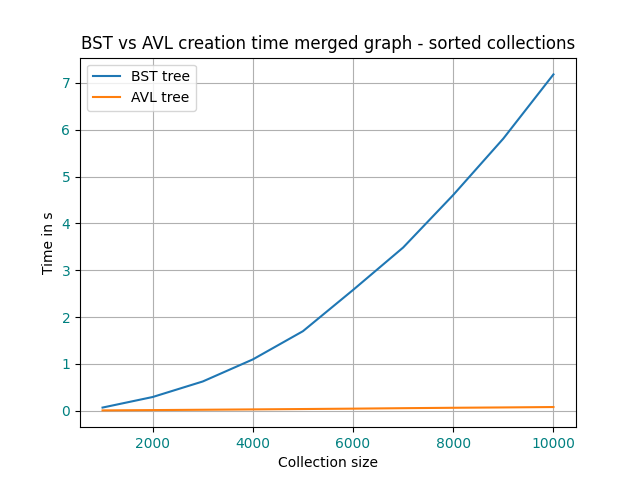 BST vs AVL creation time merged graph - sorted collections
BST tree
AVL tree
Time in s
7
6
5
4
3
2
1
0
2000 4000 6000 8000 10000
Collection size